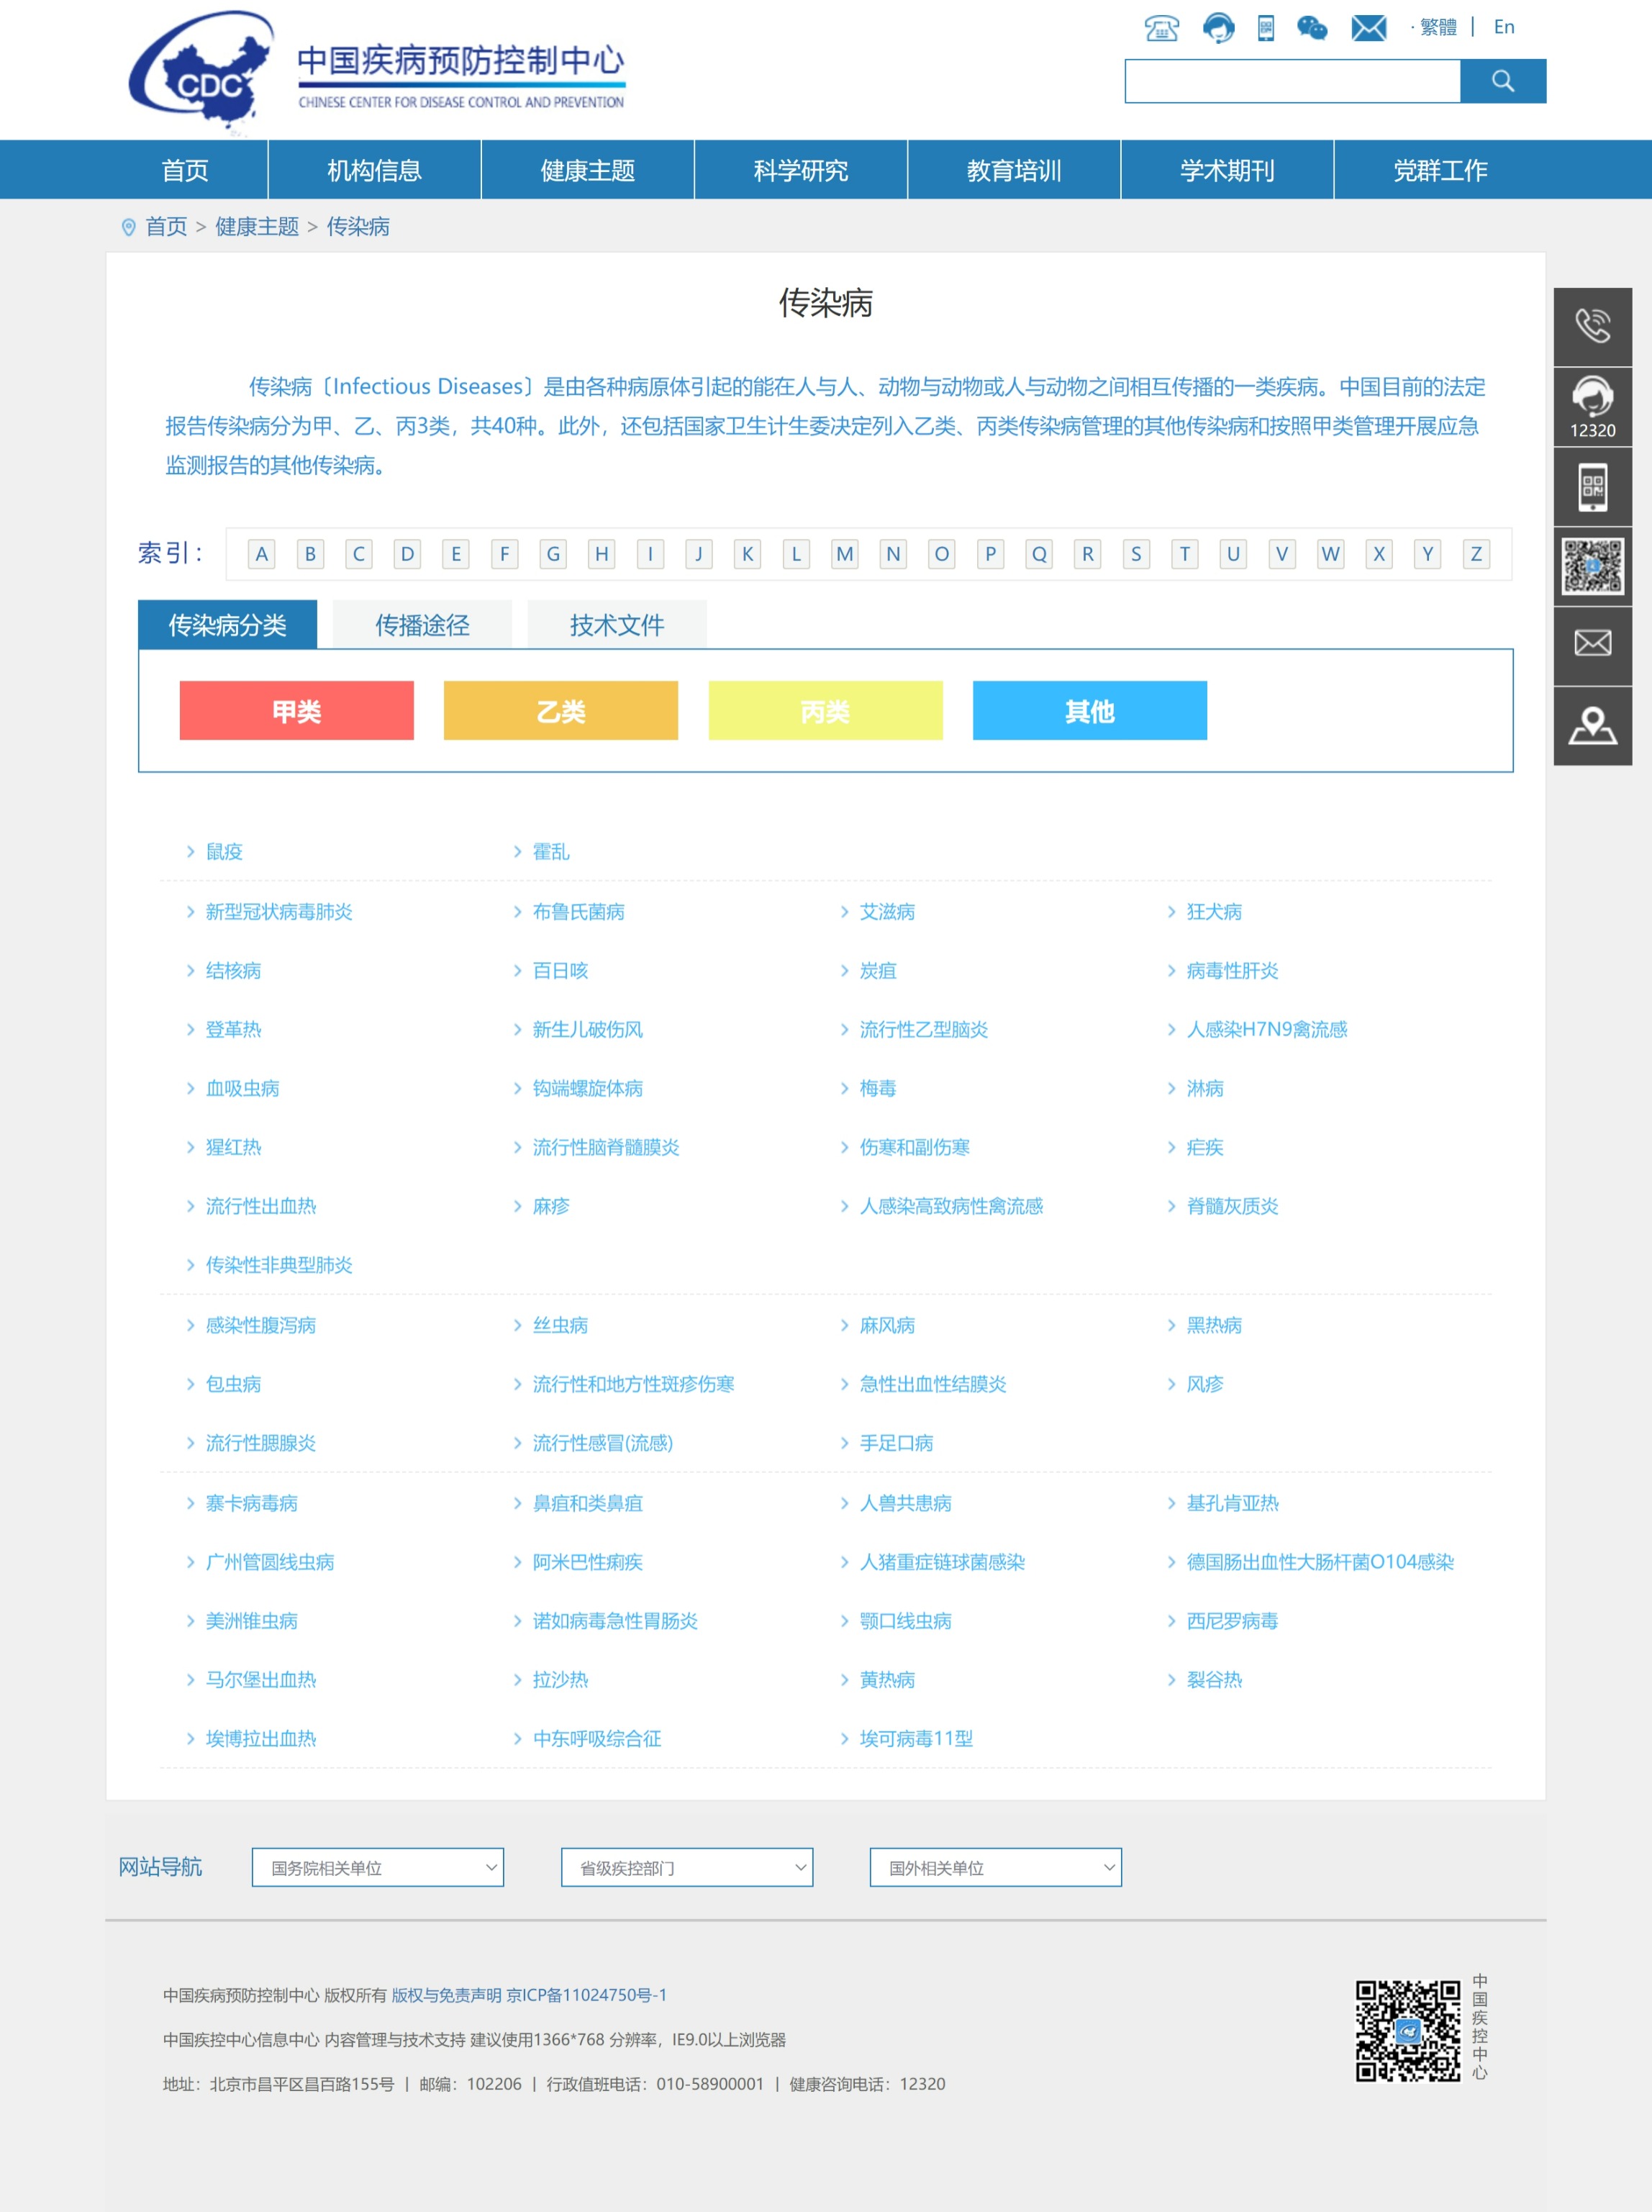 · 繁體 | En
CDC
中国疾病预防控制中心
CHINESE CENTER FOR DISEASE CONTROL AND PREVENTION
首页 机构信息 健康主题 科学研究 教育培训 学术期刊 党群工作
首页 > 健康主题 > 传染病
传染病
传染病〔Infectious Diseases〕是由各种病原体引起的能在人与人、动物与动物或人与动物之间相互传播的一类疾病。中国目前的法定
报告传染病分为甲、乙、丙3类，共40种。此外，还包括国家卫生计生委决定列入乙类、丙类传染病管理的其他传染病和按照甲类管理开展应急
监测报告的其他传染病。
12320
索引： A B C D E F G H I J K L M N O P Q R S T U V W X Y Z
传染病分类 传播途径 技术文件
甲类 乙类 丙类 其他
鼠疫 霍乱
新型冠状病毒肺炎 布鲁氏菌病 艾滋病 狂犬病
结核病 百日咳 炭疽 病毒性肝炎
登革热 新生儿破伤风 流行性乙型脑炎 人感染H7N9禽流感
血吸虫病 钩端螺旋体病 梅毒 淋病
猩红热 流行性脑脊髓膜炎 伤寒和副伤寒 疟疾
流行性出血热 麻疹 人感染高致病性禽流感 脊髓灰质炎
传染性非典型肺炎
感染性腹泻病 丝虫病 麻风病 黑热病
包虫病 流行性和地方性斑疹伤寒 急性出血性结膜炎 风疹
流行性腮腺炎 流行性感冒(流感) 手足口病
寨卡病毒病 鼻疽和类鼻疽 人兽共患病 基孔肯亚热
广州管圆线虫病 阿米巴性痢疾 人猪重症链球菌感染 德国肠出血性大肠杆菌O104感染
美洲锥虫病 诺如病毒急性胃肠炎 颚口线虫病 西尼罗病毒
马尔堡出血热 拉沙热 黄热病 裂谷热
埃博拉出血热 中东呼吸综合征 埃可病毒11型
网站导航 国务院相关单位 省级疾控部门 国外相关单位
中国疾病预防控制中心 版权所有 版权与免责声明 京ICP备11024750号-1
中国疾控中心信息中心 内容管理与技术支持 建议使用1366*768 分辨率，IE9.0以上浏览器
地址：北京市昌平区昌百路155号 | 邮编：102206 | 行政值班电话：010-58900001 | 健康咨询电话：12320
中国疾控中心